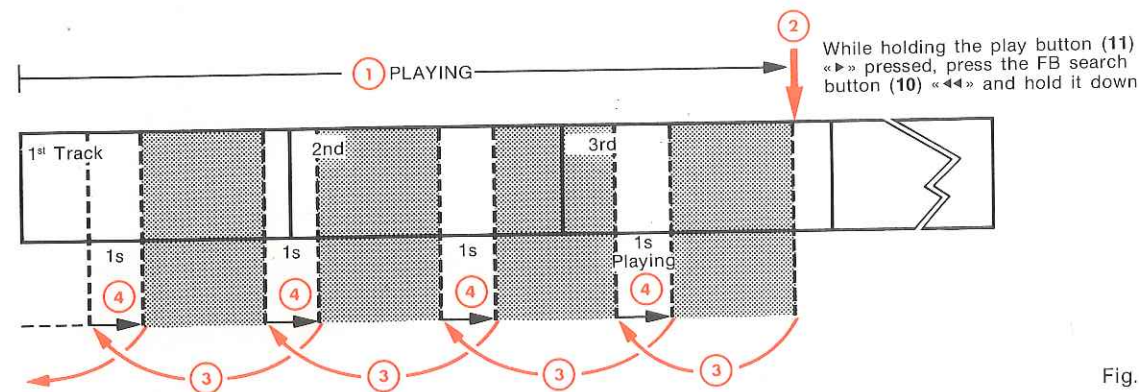 2
While holding the play button (11)
«▶» pressed, press the FB search
button (10) «◀◀» and hold it down
1 PLAYING
1st Track
2nd
3rd
1s
1s
1s
1s
Playing
4
4
4
4
3
3
3
3
Fig.